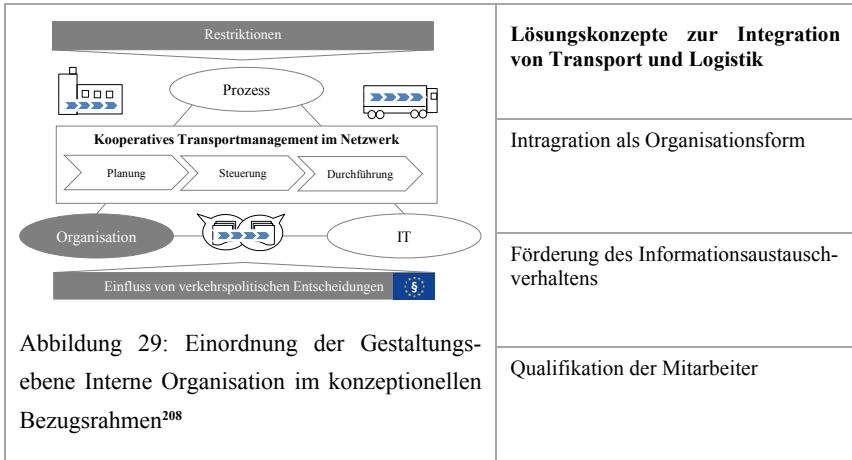 Restriktionen
Prozess
Kooperatives Transportmanagement im Netzwerk
Planung
Steuerung
Durchführung
Organisation
IT
Einfluss von verkehrspolitischen Entscheidungen
§
Abbildung 29: Einordnung der Gestaltungs-
ebene Interne Organisation im konzeptionellen
Bezugsrahmen208
Lösungskonzepte zur Integration
von Transport und Logistik
Intragration als Organisationsform
Förderung des Informationsaustausch-
verhaltens
Qualifikation der Mitarbeiter